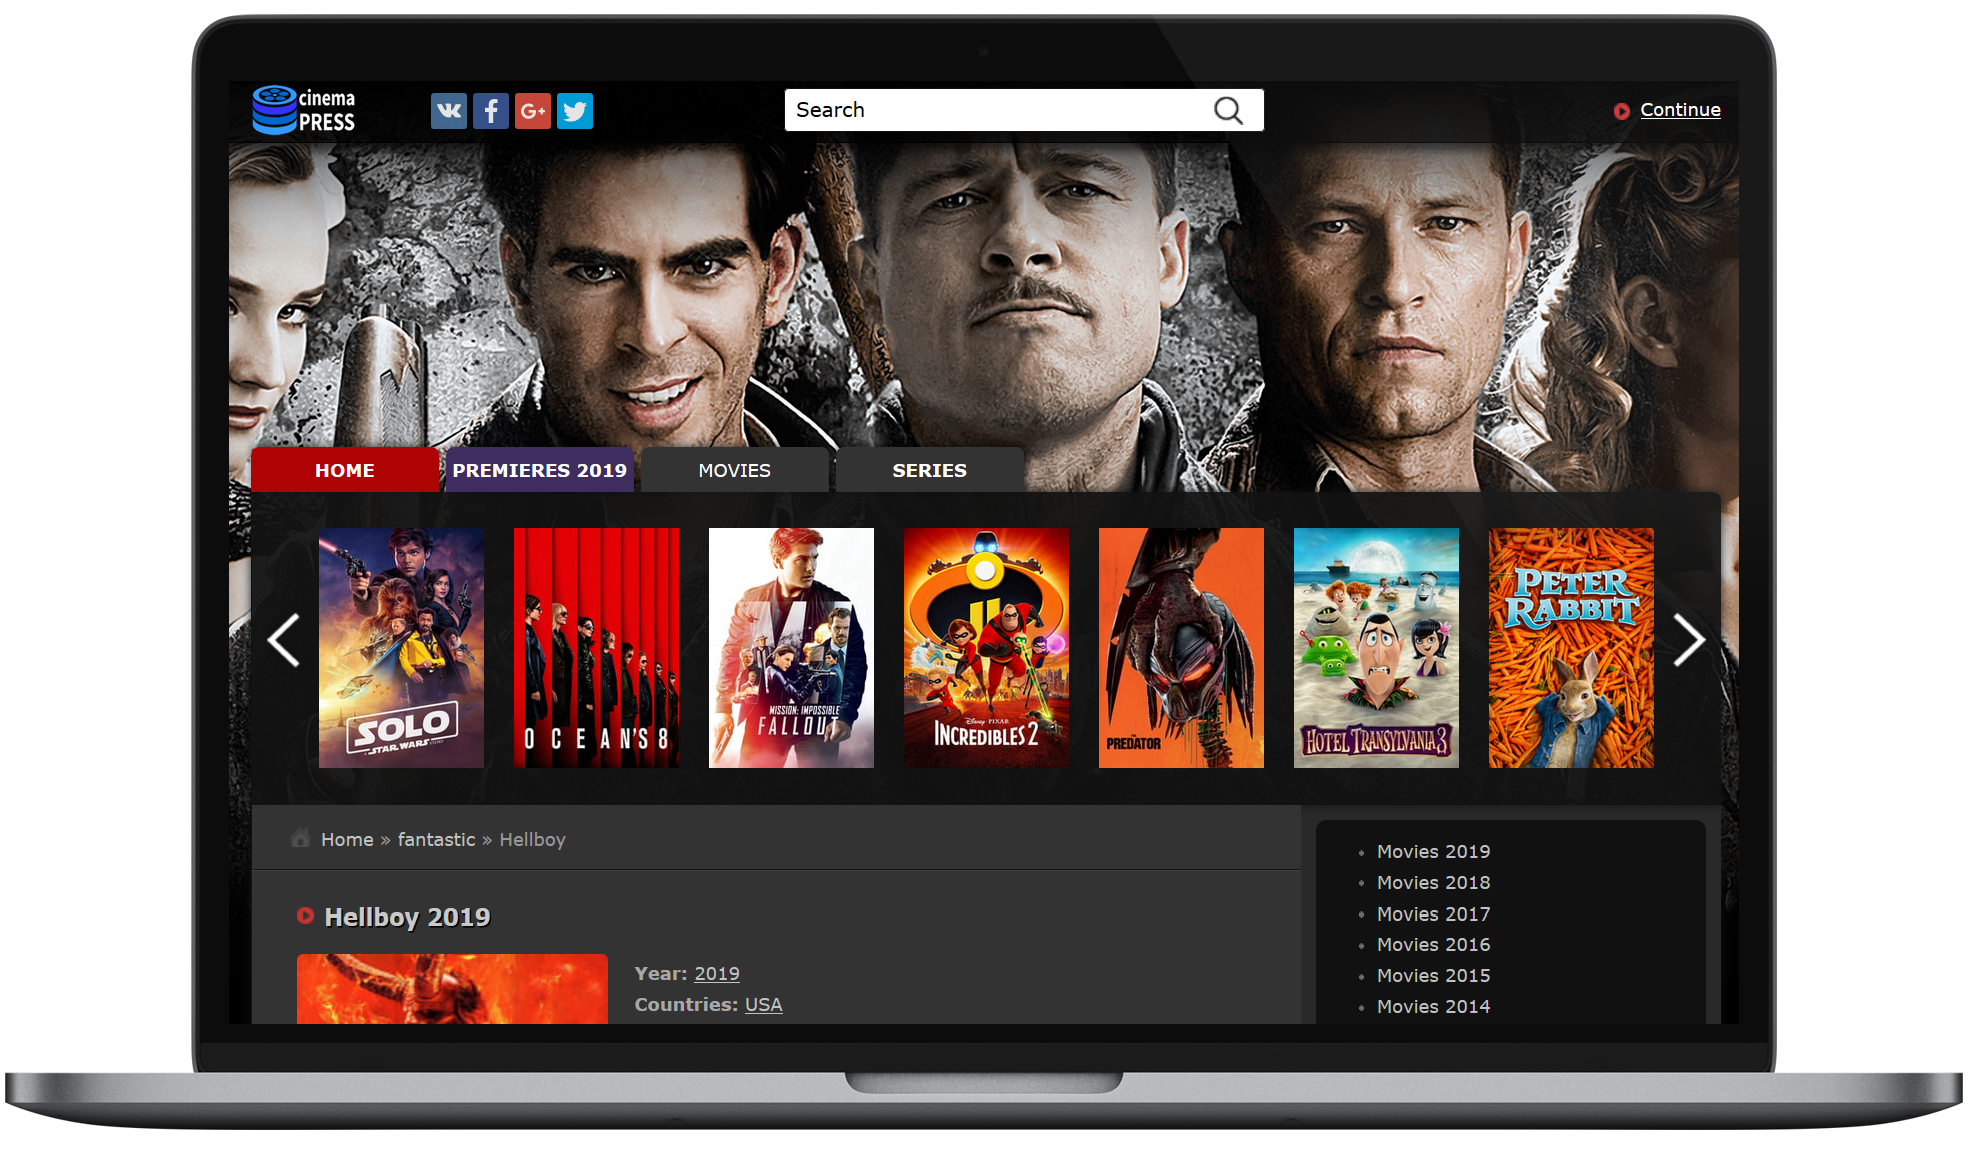 cinema
PRESS
Search
Continue
HOME
PREMIERES 2019
MOVIES
SERIES
SOLO
A STAR WARS STORY
OCEAN'S 8
MISSION: IMPOSSIBLE
FALLOUT
Disney · PIXAR
INCREDIBLES 2
THE
PREDATOR
HOTEL TRANSYLVANIA 3
PETER
RABBIT
Home » fantastic » Hellboy
Hellboy 2019
Year: 2019
Countries: USA
Movies 2019
Movies 2018
Movies 2017
Movies 2016
Movies 2015
Movies 2014